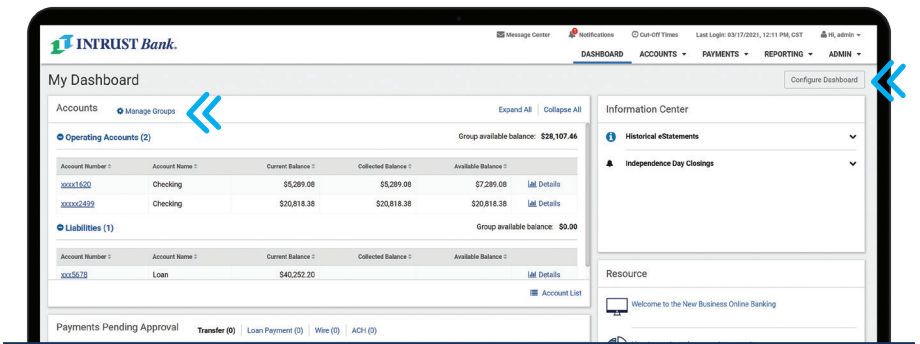 INTRUST Bank.
Message Center
1
Notifications
Cut-Off Times
Last Login: 03/17/2021, 12:11 PM, CST
Hi, admin
DASHBOARD ACCOUNTS PAYMENTS REPORTING ADMIN
My Dashboard
Configure Dashboard
Accounts Manage Groups Expand All Collapse All
Operating Accounts (2) Group available balance: $28,107.46
Account Number Account Name Current Balance Collected Balance Available Balance
xxxx1620 Checking $5,289.08 $5,289.08 $7,289.08 Details
xxxxx2499 Checking $20,818.38 $20,818.38 $20,818.38 Details
Liabilities (1) Group available balance: $0.00
Account Number Account Name Current Balance Collected Balance Available Balance
xxx5678 Loan $40,252.20 Details
Account List
Payments Pending Approval Transfer (0) Loan Payment (0) Wire (0) ACH (0)
Information Center
Historical eStatements
Independence Day Closings
Resource
Welcome to the New Business Online Banking